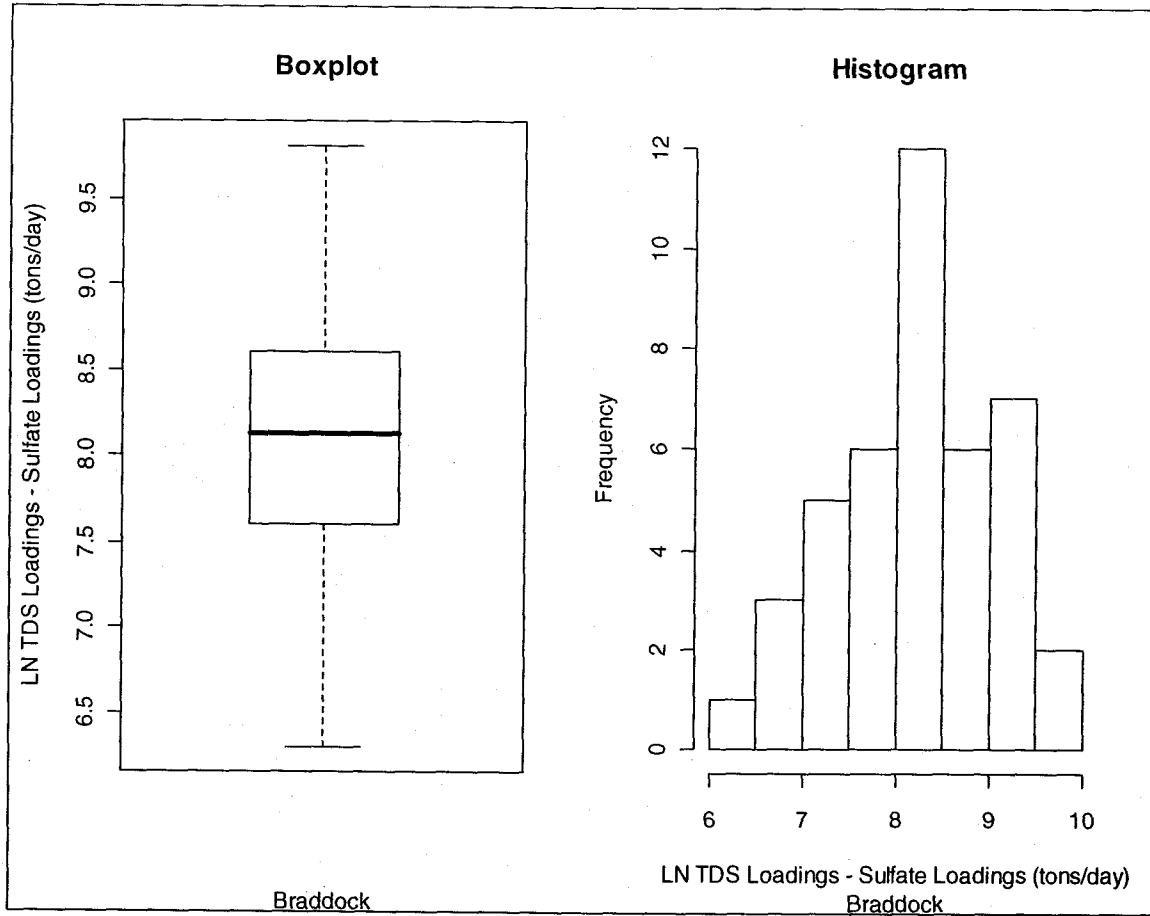 Boxplot
LN TDS Loadings - Sulfate Loadings (tons/day)
9.5
9.0
8.5
8.0
7.5
7.0
6.5
Braddock
Histogram
Frequency
12
10
8
6
4
2
0
6 7 8 9 10
LN TDS Loadings - Sulfate Loadings (tons/day)
Braddock